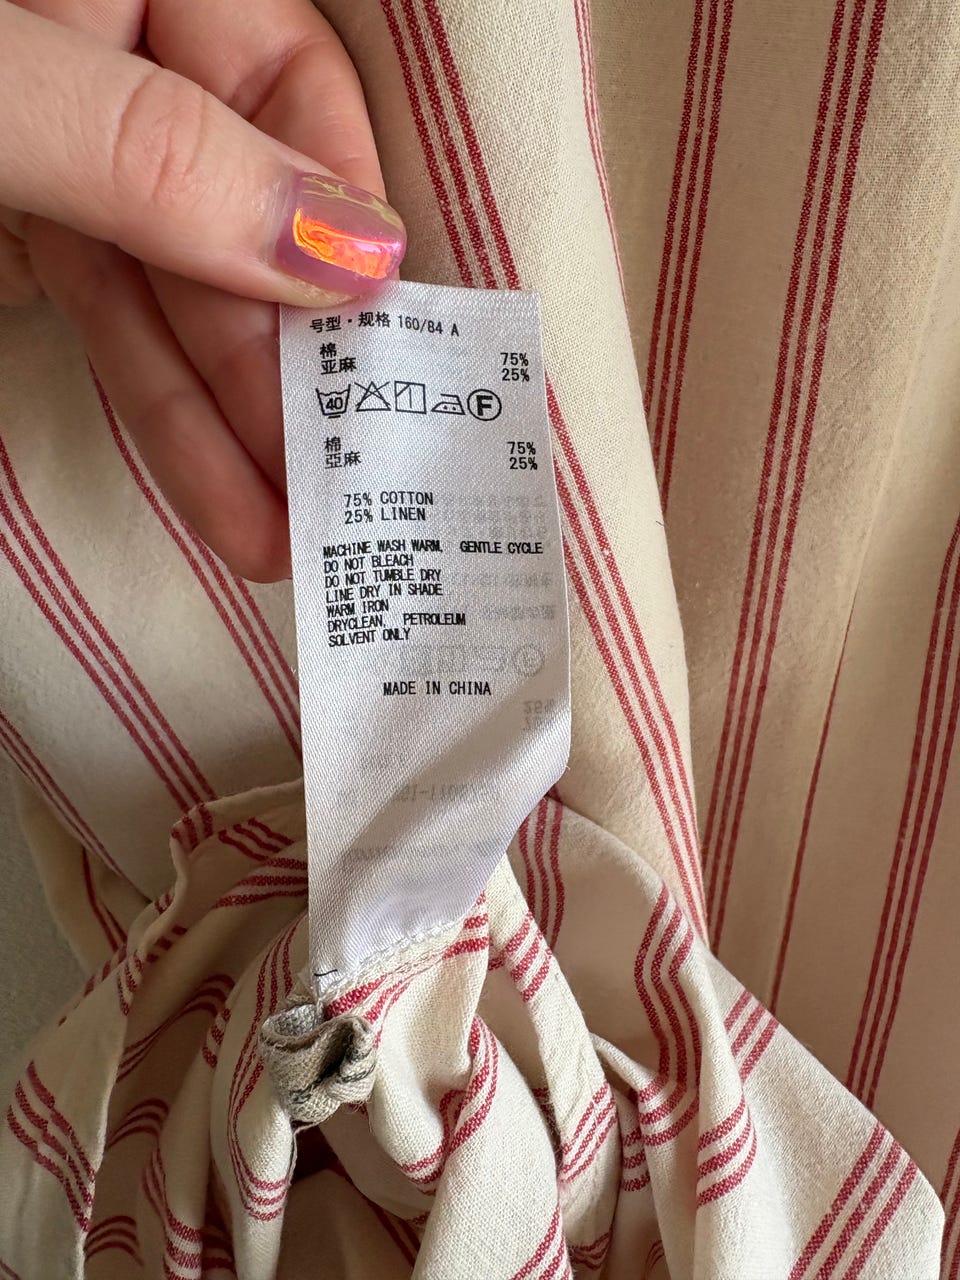 号型・规格 160/84 A
棉 75%
亚麻 25%
40 F
棉 75%
亞麻 25%
75% COTTON
25% LINEN
MACHINE WASH WARM, GENTLE CYCLE
DO NOT BLEACH
DO NOT TUMBLE DRY
LINE DRY IN SHADE
WARM IRON
DRYCLEAN, PETROLEUM
SOLVENT ONLY
MADE IN CHINA